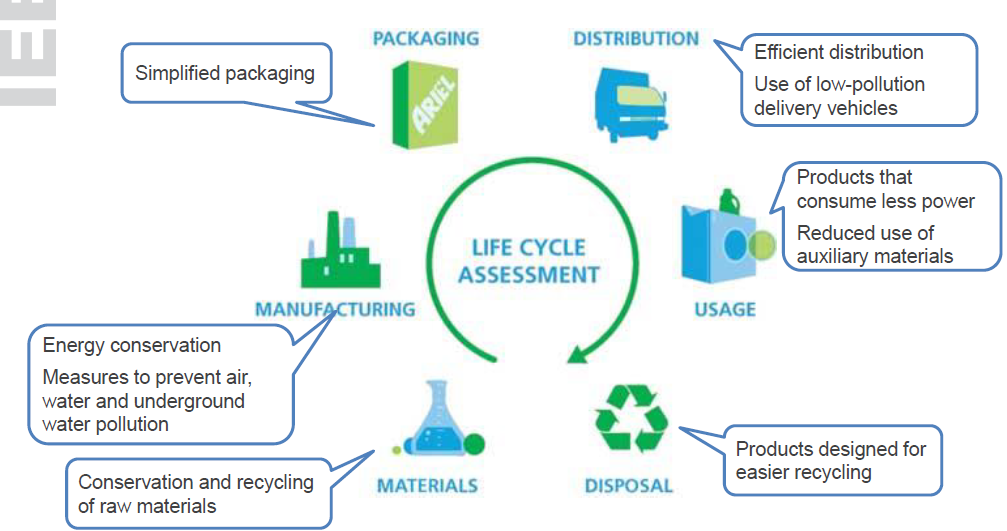 IEE
PACKAGING
DISTRIBUTION
Simplified packaging
Efficient distribution
Use of low-pollution
delivery vehicles
ARIEL
Products that
consume less power
Reduced use of
auxiliary materials
LIFE CYCLE
ASSESSMENT
MANUFACTURING
USAGE
Energy conservation
Measures to prevent air,
water and underground
water pollution
Products designed for
easier recycling
Conservation and recycling
of raw materials
MATERIALS
DISPOSAL